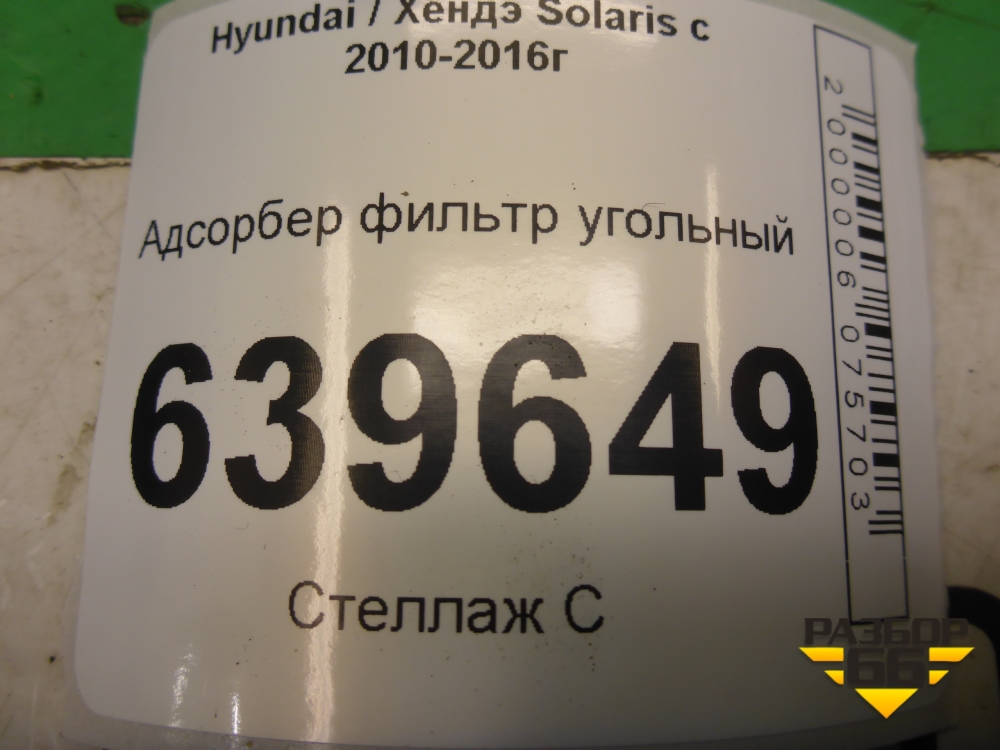 Hyundai / Хендэ Solaris с
2010-2016г
Адсорбер фильтр угольный
639649
Стеллаж С
2000006075703
РАЗБОР
66